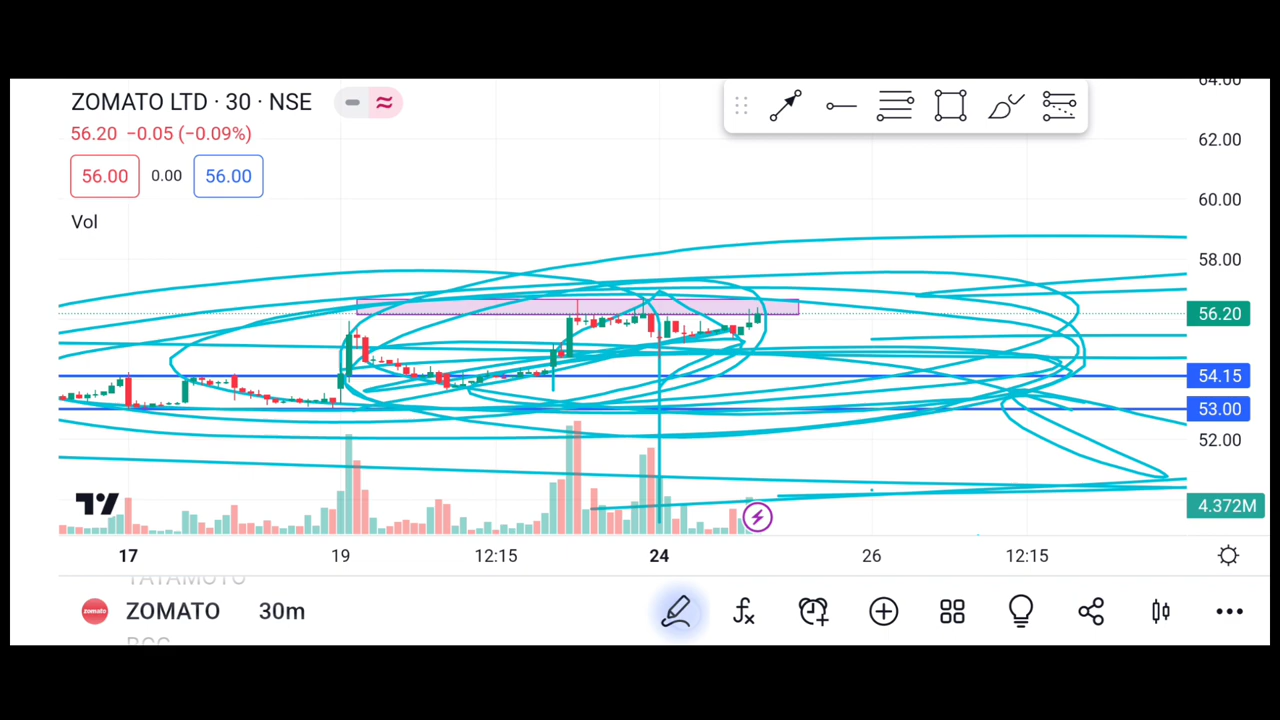 ZOMATO LTD · 30 · NSE
56.20 −0.05 (−0.09%)
56.00 0.00 56.00
Vol
64.00
62.00
60.00
58.00
56.20
54.15
53.00
52.00
4.372M
17 19 12:15 24 26 12:15
TATAMOTO
zomato ZOMATO 30m